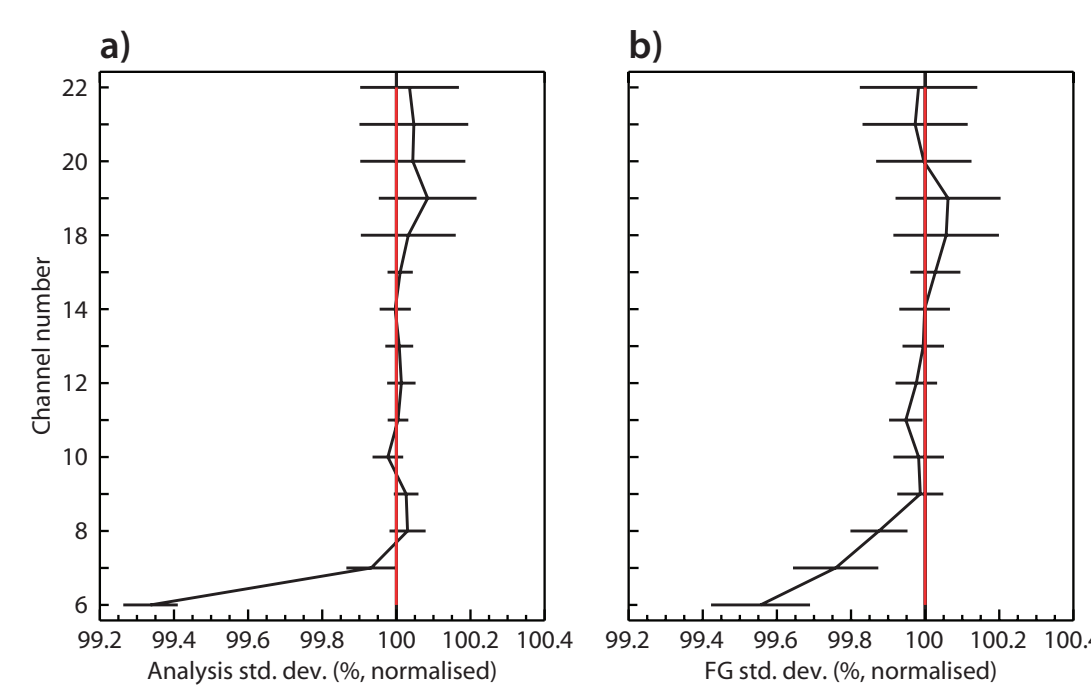 a)
b)
22
20
18
14
12
10
8
6
Channel number
99.2 99.4 99.6 99.8 100 100.2 100.4
99.2 99.4 99.6 99.8 100 100.2 100.4
Analysis std. dev. (%, normalised)
FG std. dev. (%, normalised)